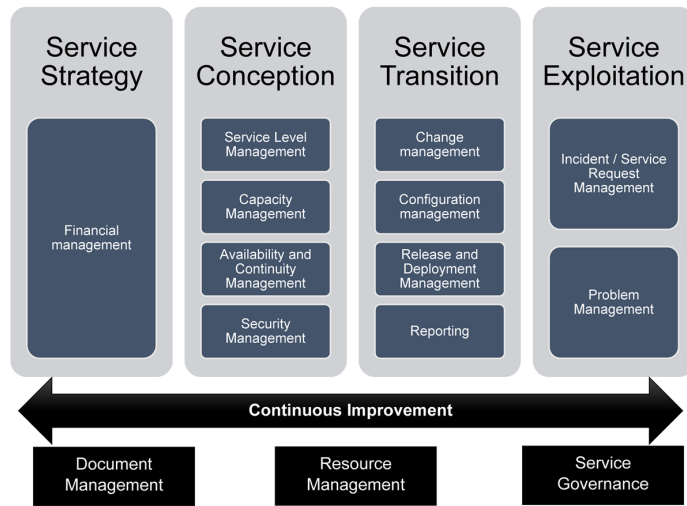 Service
Strategy
Financial
management
Service
Conception
Service Level
Management
Capacity
Management
Availability and
Continuity
Management
Security
Management
Service
Transition
Change
management
Configuration
management
Release and
Deployment
Management
Reporting
Service
Exploitation
Incident / Service
Request
Management
Problem
Management
Continuous Improvement
Document
Management
Resource
Management
Service
Governance